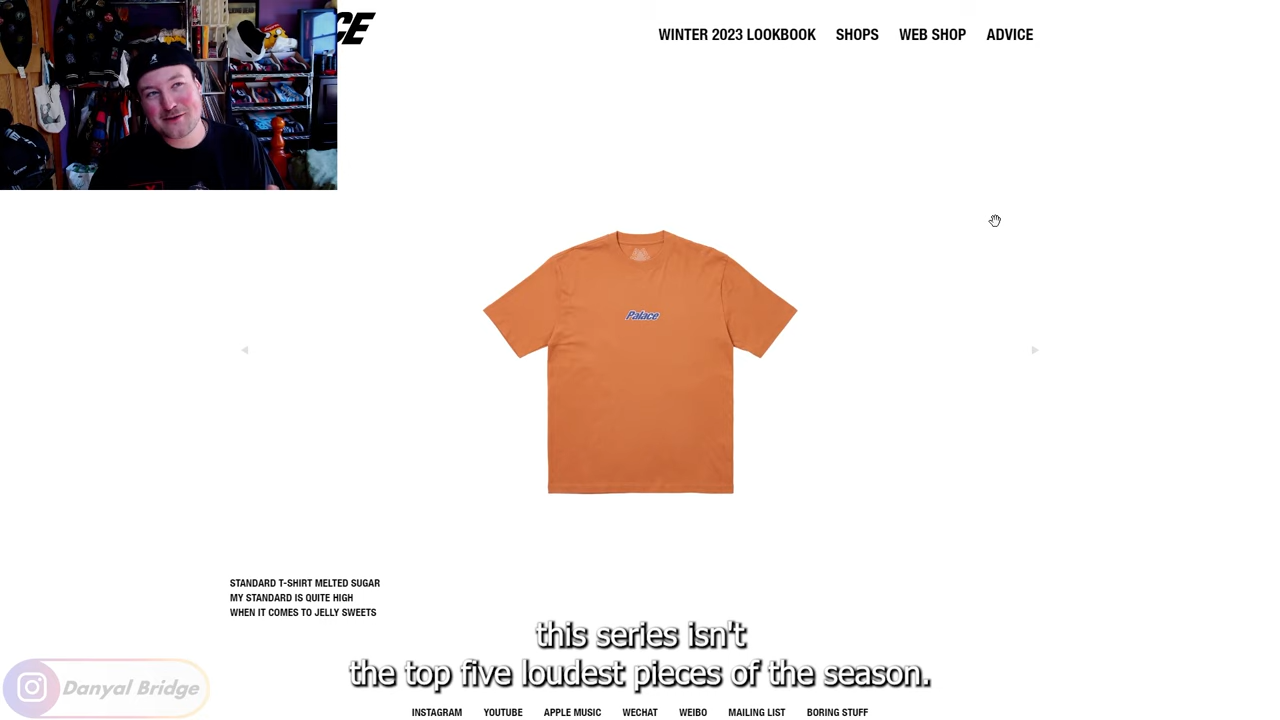 CE
WINTER 2023 LOOKBOOK SHOPS WEB SHOP ADVICE
Palace
STANDARD T-SHIRT MELTED SUGAR
MY STANDARD IS QUITE HIGH
WHEN IT COMES TO JELLY SWEETS
this series isn't
the top five loudest pieces of the season.
Danyal Bridge
INSTAGRAM YOUTUBE APPLE MUSIC WECHAT WEIBO MAILING LIST BORING STUFF